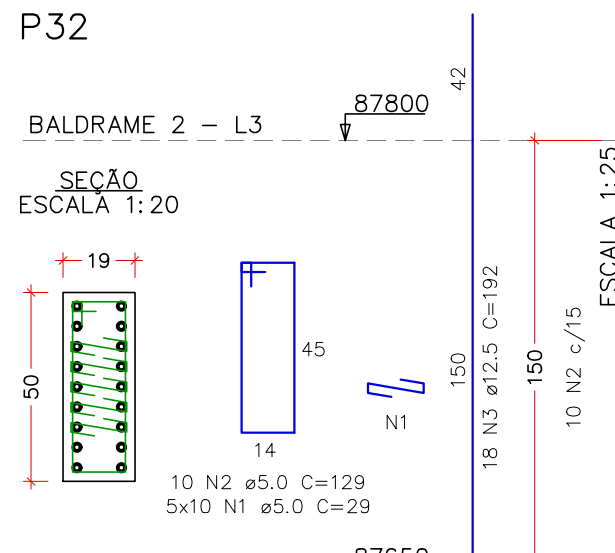 P32
42
87800
BALDRAME 2 - L3
SEÇÃO
ESCALA 1:20
ESCALA 1:25
19
50
45
14
N1
10 N2 ø5.0 C=129
5x10 N1 ø5.0 C=29
150
18 N3 ø12.5 C=192
150
10 N2 c/15